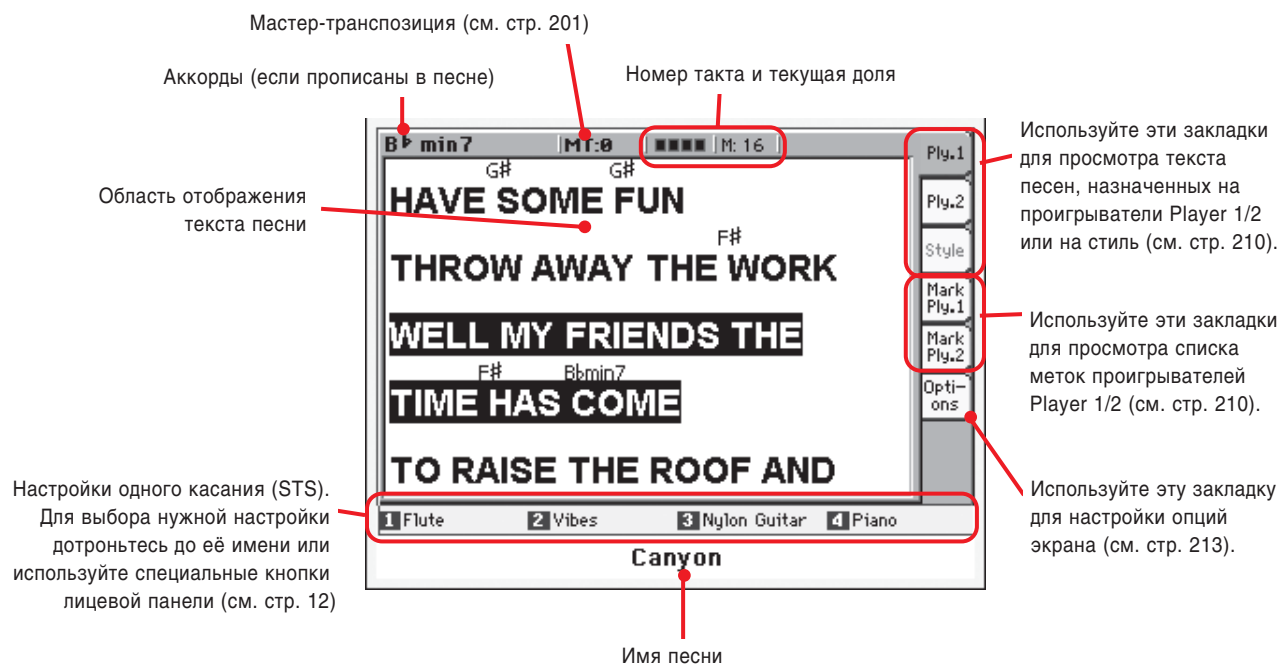 Мастер-транспозиция (см. стр. 201)
Аккорды (если прописаны в песне)
Номер такта и текущая доля
B♭ min7 MT:0 M: 16
Ply.1
Ply.2
Style
Mark
Ply.1
Mark
Ply.2
Opti-
ons
G# G#
HAVE SOME FUN
F#
THROW AWAY THE WORK
WELL MY FRIENDS THE
F# B♭min7
TIME HAS COME
TO RAISE THE ROOF AND
1 Flute 2 Vibes 3 Nylon Guitar 4 Piano
Canyon
Область отображения
текста песни
Настройки одного касания (STS).
Для выбора нужной настройки
дотроньтесь до её имени или
используйте специальные кнопки
лицевой панели (см. стр. 12)
Используйте эти закладки
для просмотра текста
песен, назначенных на
проигрыватели Player 1/2
или на стиль (см. стр. 210).
Используйте эти закладки
для просмотра списка
меток проигрывателей
Player 1/2 (см. стр. 210).
Используйте эту закладку
для настройки опций
экрана (см. стр. 213).
Имя песни